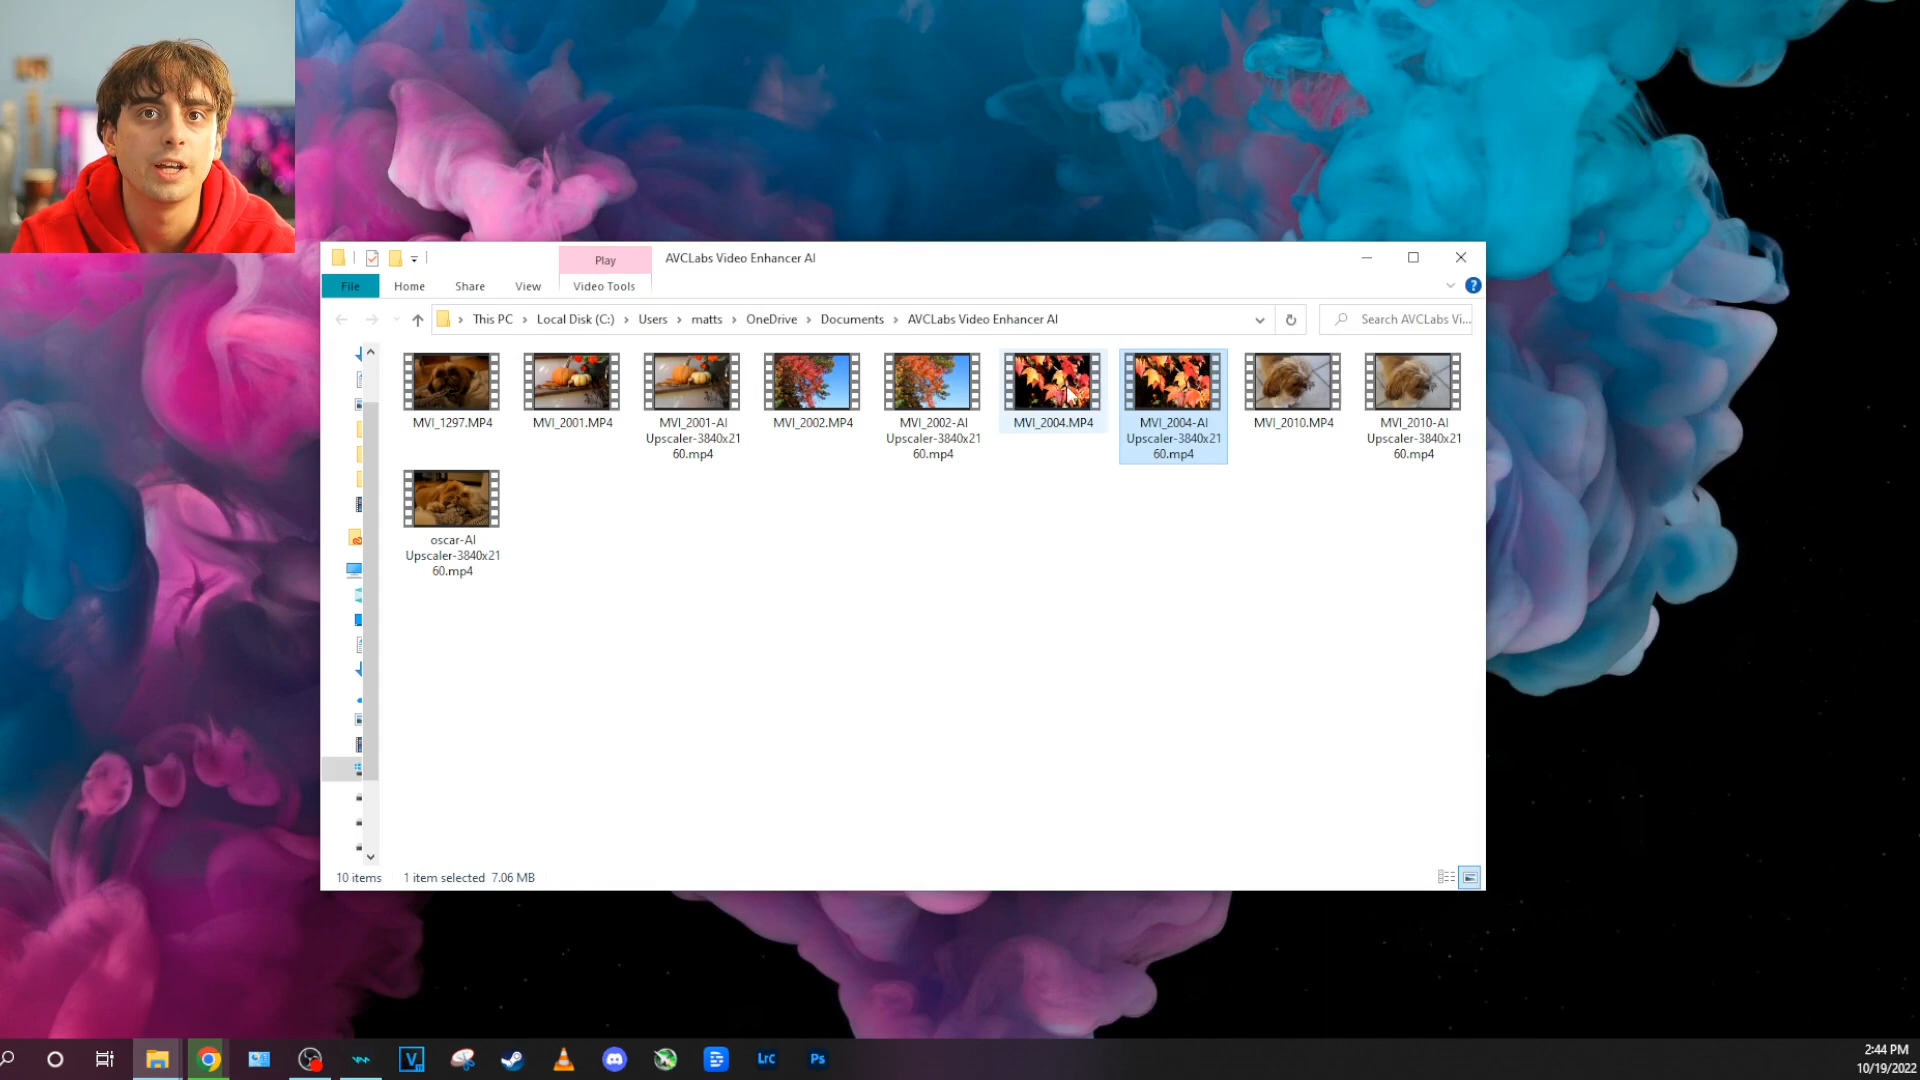 Play
AVCLabs Video Enhancer AI
File
Home
Share
View
Video Tools
This PC
Local Disk (C:)
Users
matts
OneDrive
Documents
AVCLabs Video Enhancer AI
Search AVCLabs Vi...
MVI_1297.MP4
MVI_2001.MP4
MVI_2001-AI
Upscaler-3840x21
60.mp4
MVI_2002.MP4
MVI_2002-AI
Upscaler-3840x21
60.mp4
MVI_2004.MP4
MVI_2004-AI
Upscaler-3840x21
60.mp4
MVI_2010.MP4
MVI_2010-AI
Upscaler-3840x21
60.mp4
oscar-AI
Upscaler-3840x21
60.mp4
10 items
1 item selected 7.06 MB
V
Lrc
Ps
2:44 PM
10/19/2022